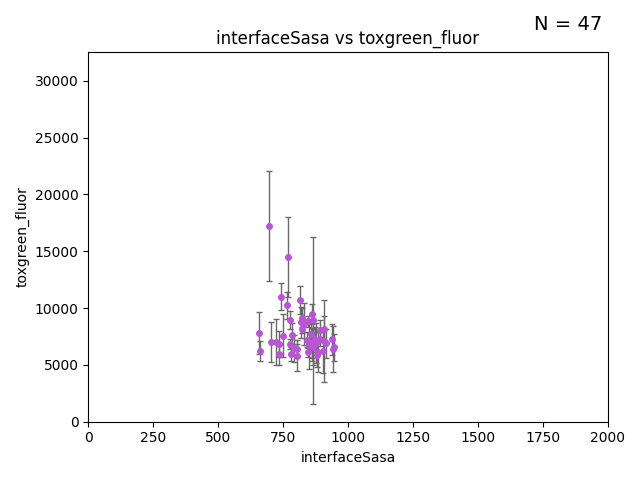 N = 47
interfaceSasa vs toxgreen_fluor
toxgreen_fluor
30000
25000
20000
15000
10000
5000
0
0 250 500 750 1000 1250 1500 1750 2000
interfaceSasa